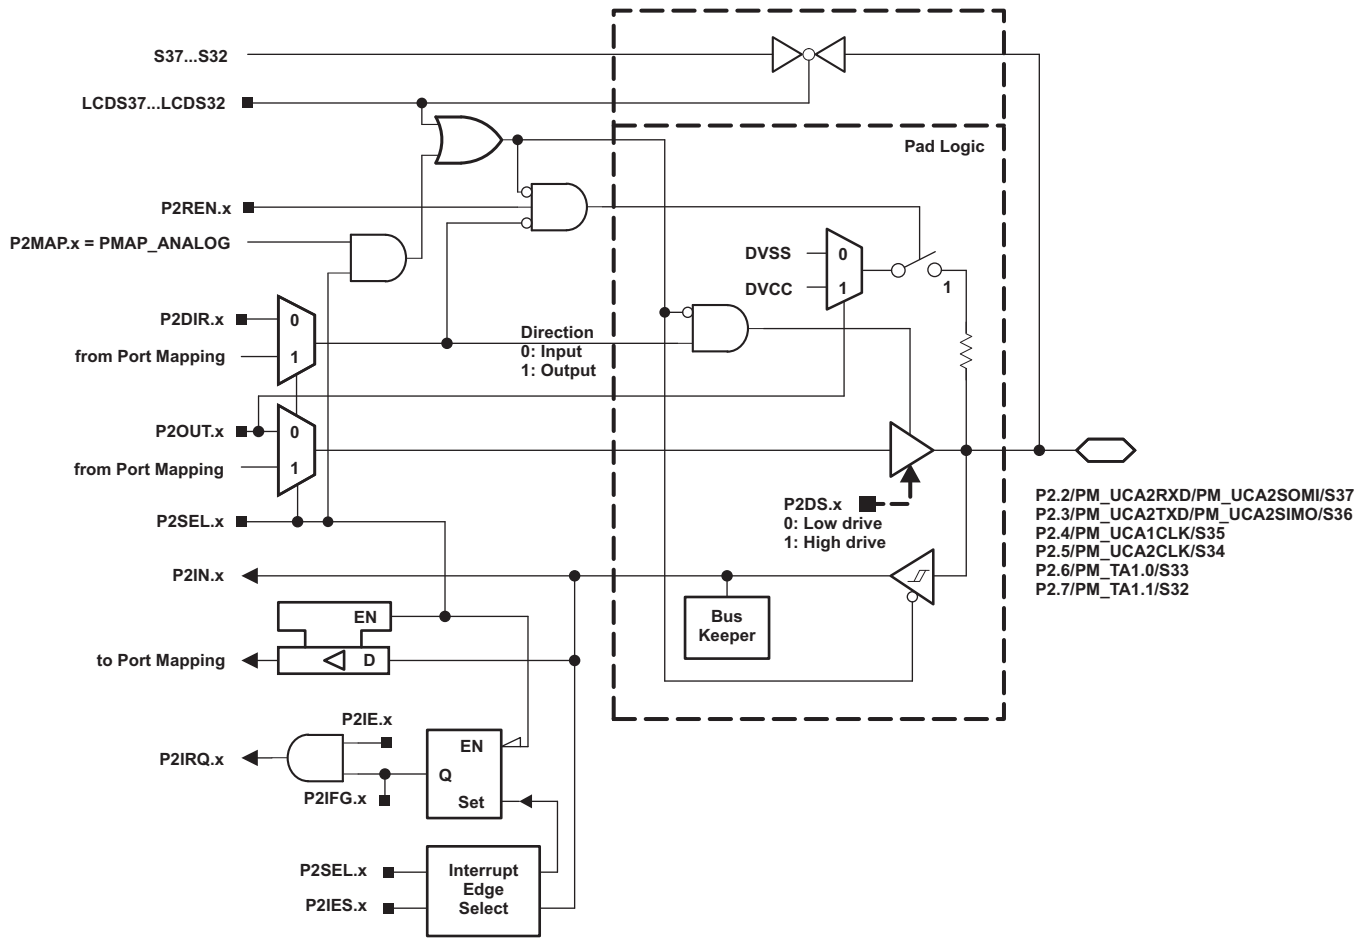 S37...S32
LCDS37...LCDS32
Pad Logic
P2REN.x
P2MAP.x = PMAP_ANALOG
DVSS
0
DVCC
1
1
P2DIR.x
0
from Port Mapping
1
Direction
0: Input
1: Output
P2OUT.x
0
from Port Mapping
1
P2SEL.x
P2DS.x
0: Low drive
1: High drive
P2.2/PM_UCA2RXD/PM_UCA2SOMI/S37
P2.3/PM_UCA2TXD/PM_UCA2SIMO/S36
P2.4/PM_UCA1CLK/S35
P2.5/PM_UCA2CLK/S34
P2.6/PM_TA1.0/S33
P2.7/PM_TA1.1/S32
P2IN.x
Bus
Keeper
EN
to Port Mapping
D
P2IE.x
P2IRQ.x
EN
Q
P2IFG.x
Set
P2SEL.x
P2IES.x
Interrupt
Edge
Select